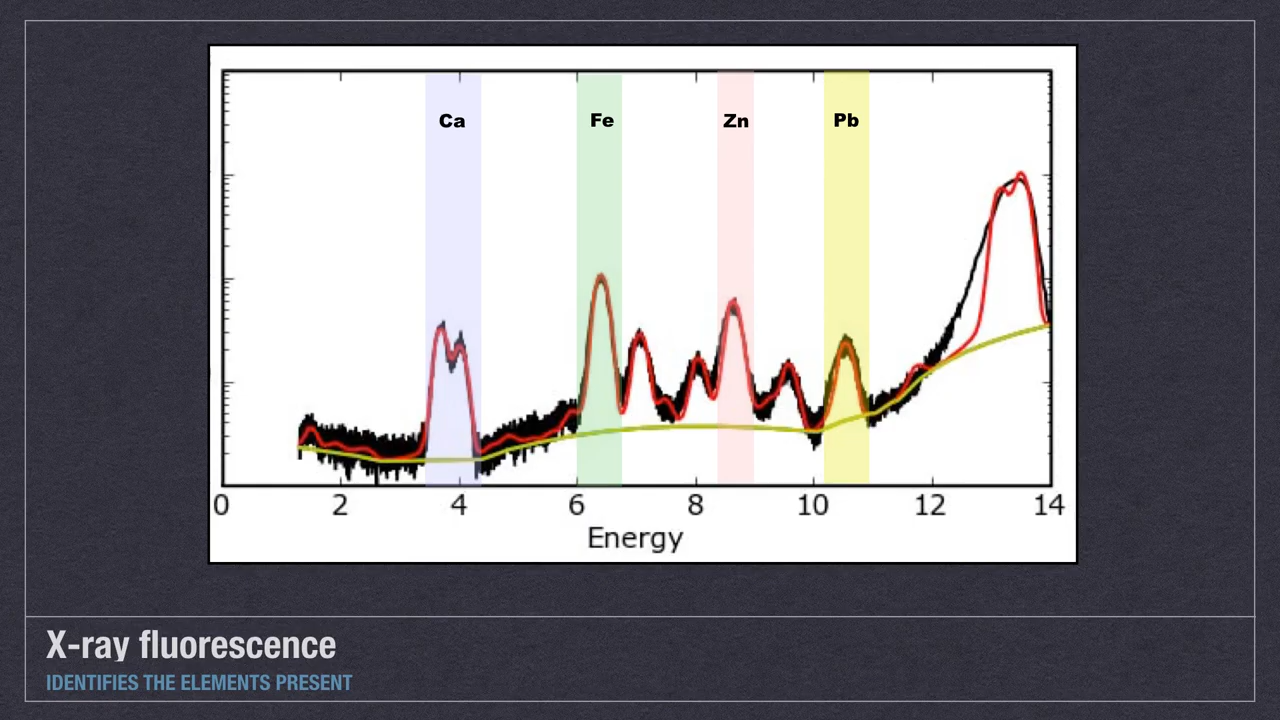 Ca Fe Zn Pb
0 2 4 6 8 10 12 14
Energy
X-ray fluorescence
IDENTIFIES THE ELEMENTS PRESENT